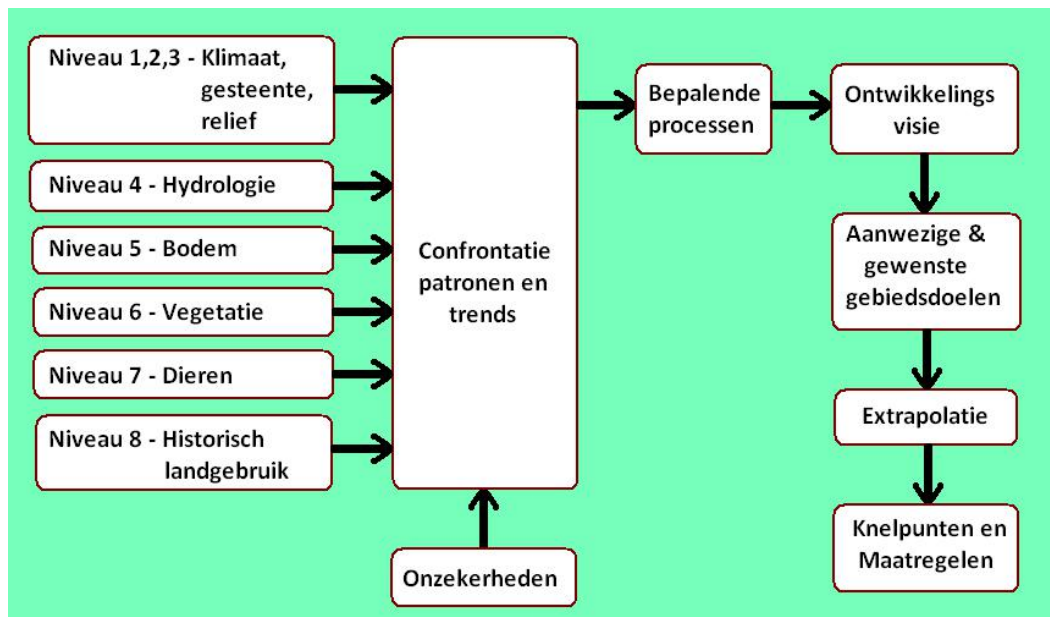 Niveau 1,2,3 - Klimaat,
gesteente,
relief
Niveau 4 - Hydrologie
Niveau 5 - Bodem
Niveau 6 - Vegetatie
Niveau 7 - Dieren
Niveau 8 - Historisch
landgebruik
Confrontatie
patronen en
trends
Onzekerheden
Bepalende
processen
Ontwikkelings
visie
Aanwezige &
gewenste
gebiedsdoelen
Extrapolatie
Knelpunten en
Maatregelen